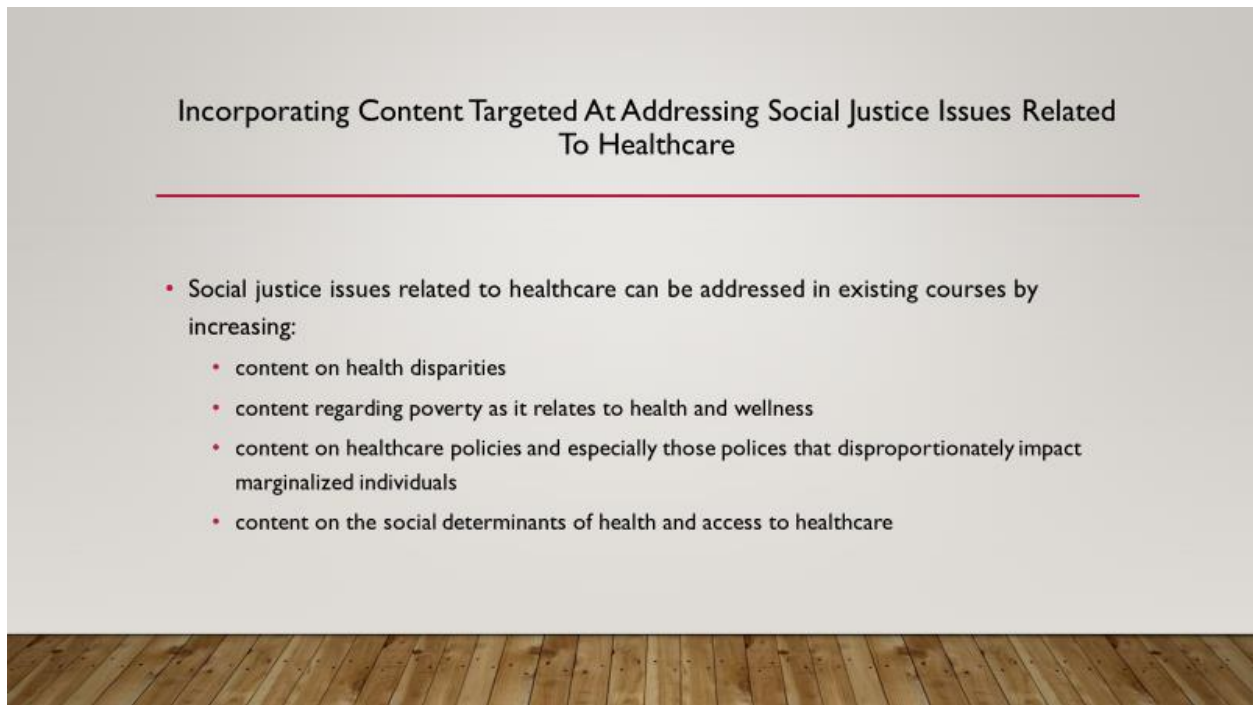 Incorporating Content Targeted At Addressing Social Justice Issues Related
To Healthcare
• Social justice issues related to healthcare can be addressed in existing courses by
increasing:
• content on health disparities
• content regarding poverty as it relates to health and wellness
• content on healthcare policies and especially those polices that disproportionately impact
marginalized individuals
• content on the social determinants of health and access to healthcare